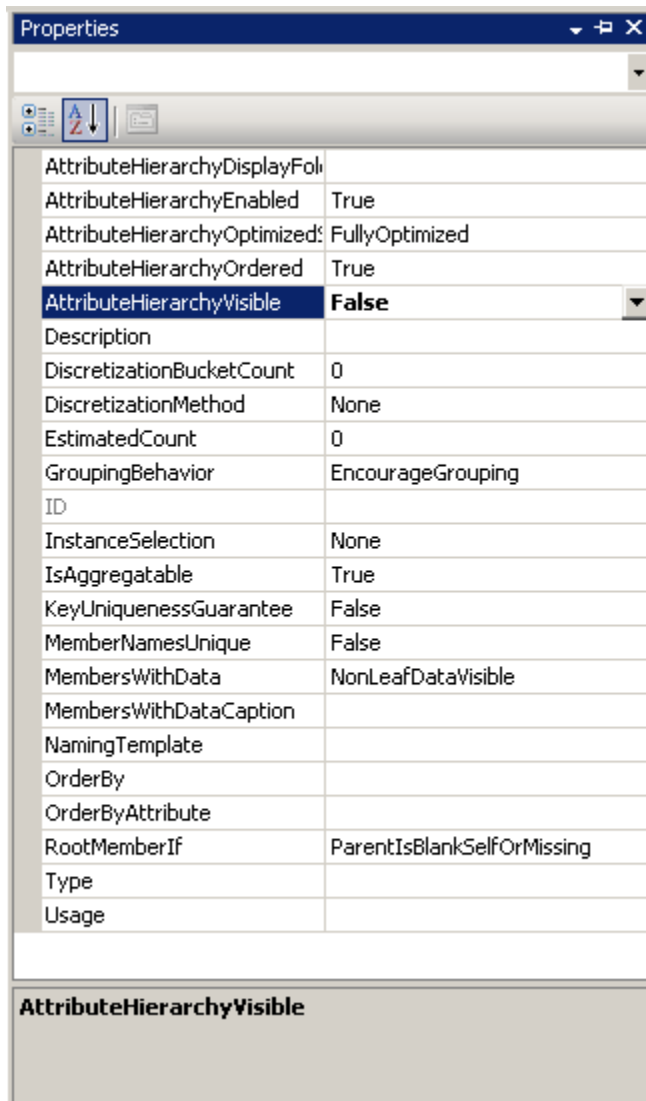 Properties
AttributeHierarchyDisplayFol
AttributeHierarchyEnabled True
AttributeHierarchyOptimizedS FullyOptimized
AttributeHierarchyOrdered True
AttributeHierarchyVisible False
Description
DiscretizationBucketCount 0
DiscretizationMethod None
EstimatedCount 0
GroupingBehavior EncourageGrouping
ID
InstanceSelection None
IsAggregatable True
KeyUniquenessGuarantee False
MemberNamesUnique False
MembersWithData NonLeafDataVisible
MembersWithDataCaption
NamingTemplate
OrderBy
OrderByAttribute
RootMemberIf ParentIsBlankSelfOrMissing
Type
Usage
AttributeHierarchyVisible